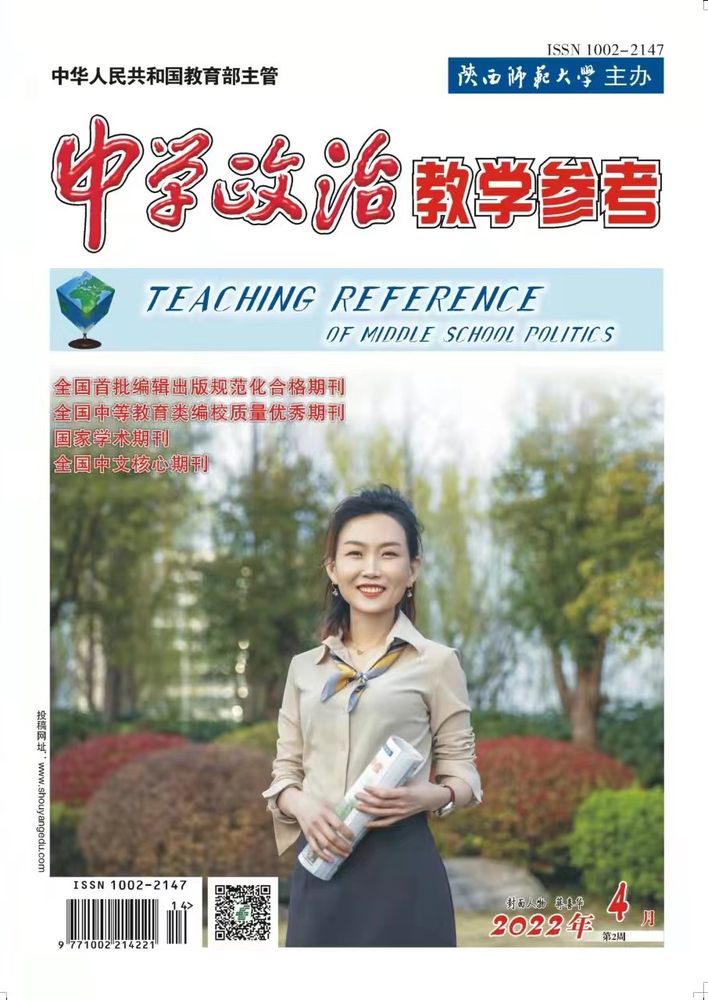 ISSN 1002-2147
中华人民共和国教育部主管
陕西师范大学 主办
中学政治 教学参考
TEACHING REFERENCE
OF MIDDLE SCHOOL POLITICS
全国首批编辑出版规范化合格期刊
全国中等教育类编校质量优秀期刊
国家学术期刊
全国中文核心期刊
投稿网址：www.shouyangedu.com
ISSN 1002-2147
14>
9 771002 214221
封面人物 蒋喜华
2022年 4月
第2周